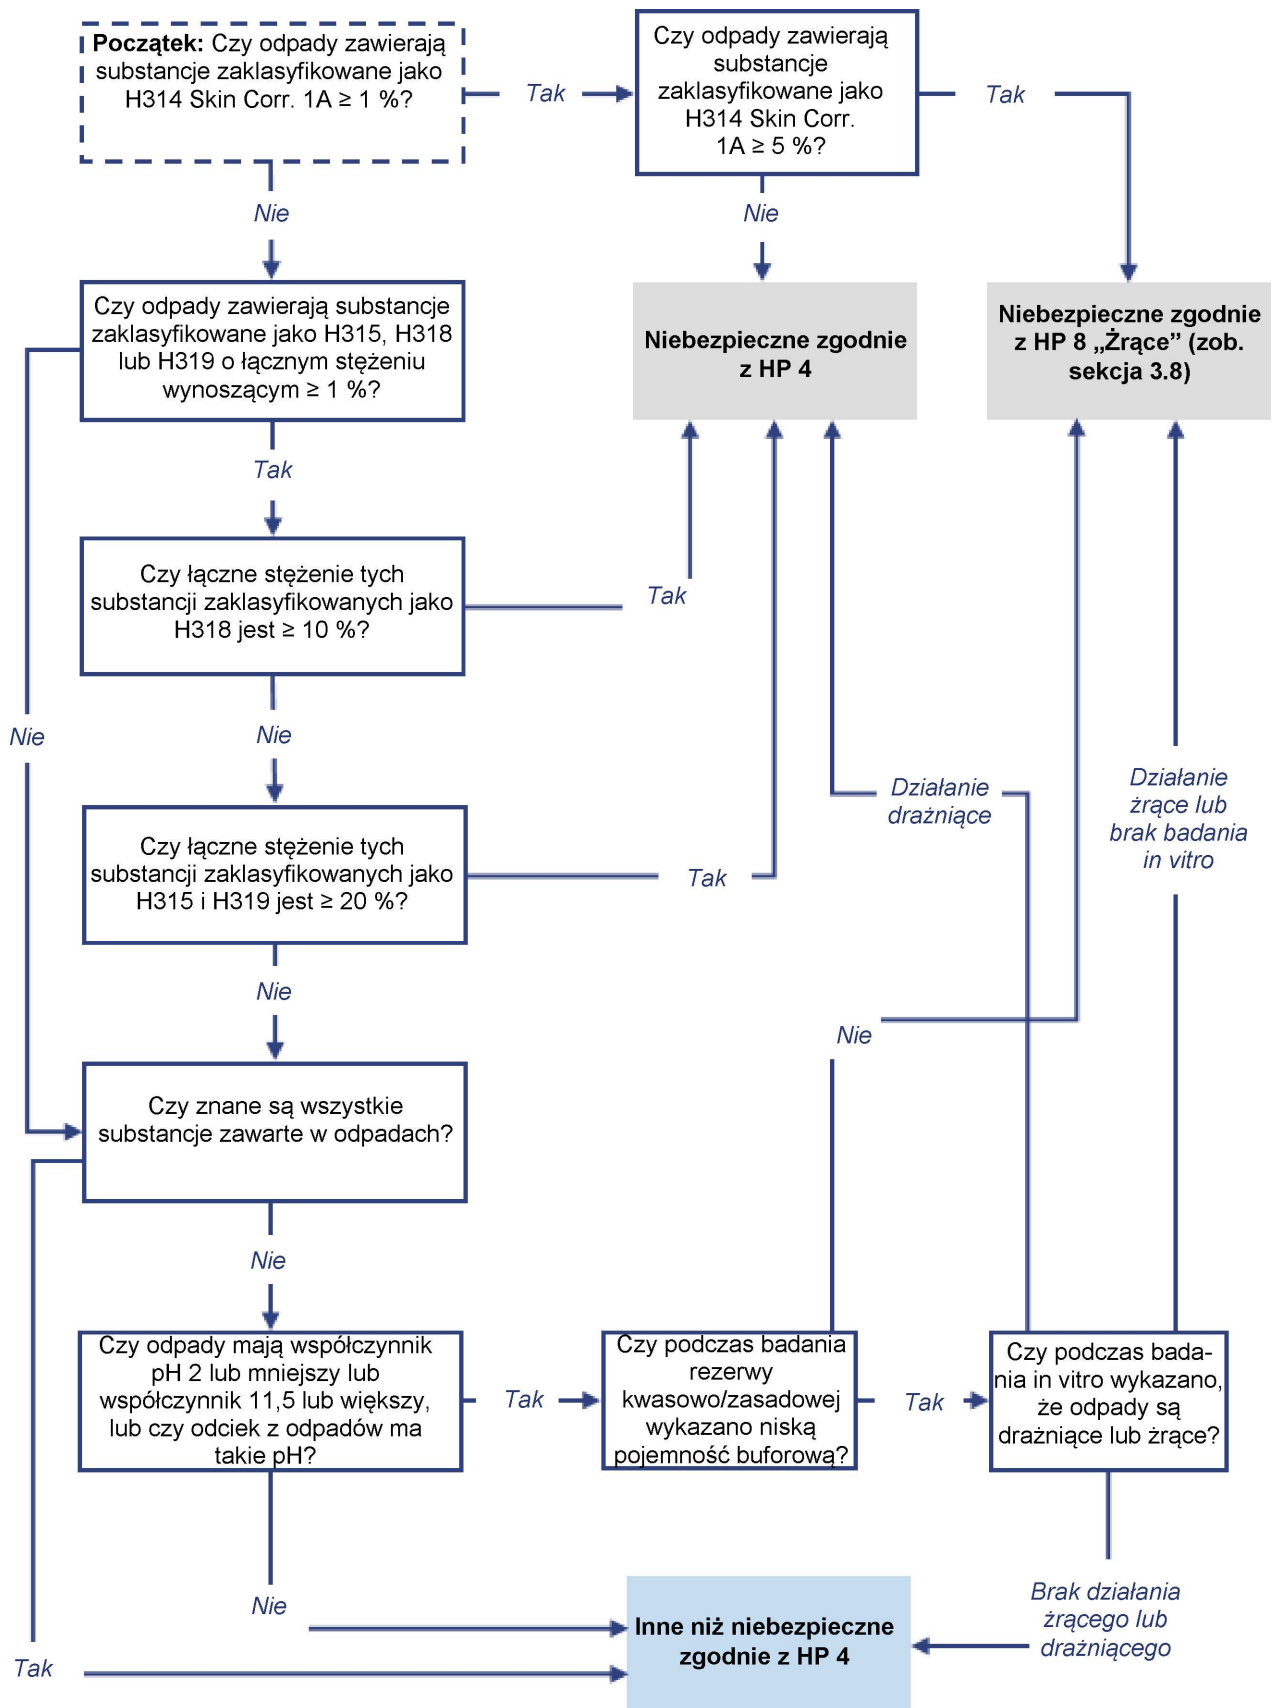 Początek: Czy odpady zawierają
substancje zaklasyfikowane jako
H314 Skin Corr. 1A ≥ 1 %?
Tak
Czy odpady zawierają
substancje
zaklasyfikowane jako
H314 Skin Corr.
1A ≥ 5 %?
Tak
Nie
Nie
Czy odpady zawierają substancje
zaklasyfikowane jako H315, H318
lub H319 o łącznym stężeniu
wynoszącym ≥ 1 %?
Niebezpieczne zgodnie
z HP 4
Niebezpieczne zgodnie
z HP 8 „Żrące” (zob.
sekcja 3.8)
Tak
Czy łączne stężenie tych
substancji zaklasyfikowanych jako
H318 jest ≥ 10 %?
Tak
Nie
Nie
Działanie
drażniące
Działanie
żrące lub
brak badania
in vitro
Czy łączne stężenie tych
substancji zaklasyfikowanych jako
H315 i H319 jest ≥ 20 %?
Tak
Nie
Nie
Czy znane są wszystkie
substancje zawarte w odpadach?
Nie
Czy odpady mają współczynnik
pH 2 lub mniejszy lub
współczynnik 11,5 lub większy,
lub czy odciek z odpadów ma
takie pH?
Tak
Czy podczas badania
rezerwy
kwasowo/zasadowej
wykazano niską
pojemność buforową?
Tak
Czy podczas bada-
nia in vitro wykazano,
że odpady są
drażniące lub żrące?
Nie
Inne niż niebezpieczne
zgodnie z HP 4
Brak działania
żrącego lub
drażniącego
Tak